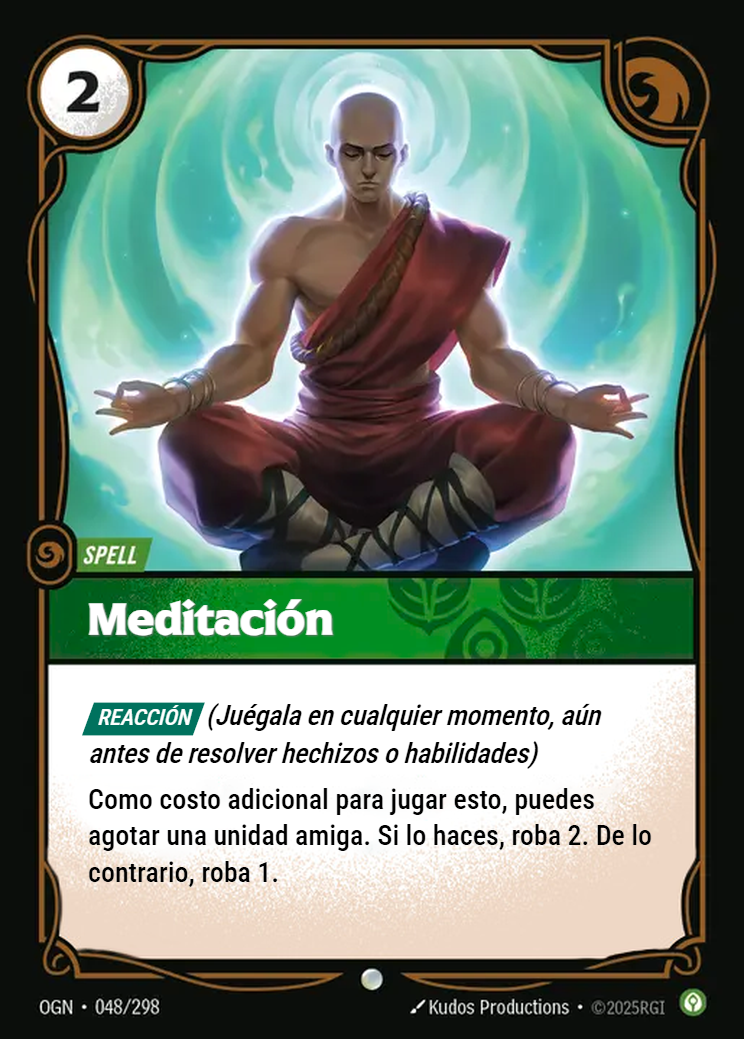 2
SPELL
Meditación
REACCIÓN (Juégala en cualquier momento, aún
antes de resolver hechizos o habilidades)
Como costo adicional para jugar esto, puedes
agotar una unidad amiga. Si lo haces, roba 2. De lo
contrario, roba 1.
OGN • 048/298
Kudos Productions • ©2025RGI